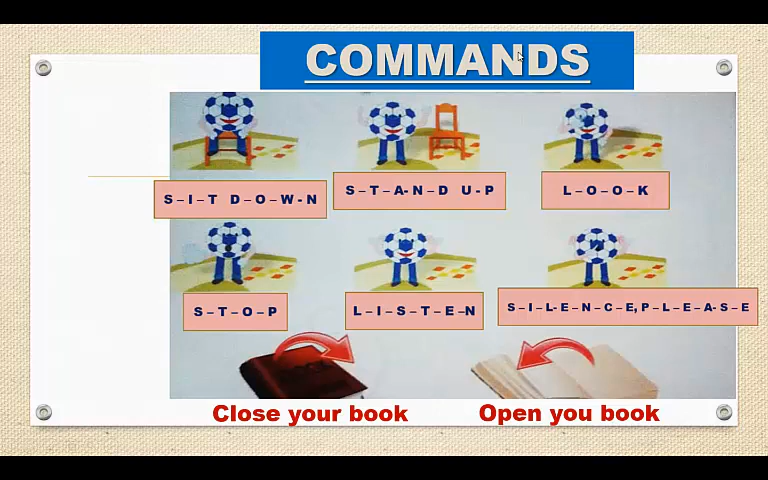 COMMANDS
S–I–T D–O–W-N
S–T–A-N–D U-P
L–O–O–K
S–T–O–P
L–I–S–T–E–N
S–I–L-E–N–C–E, P–L–E–A-S–E
Close your book
Open you book